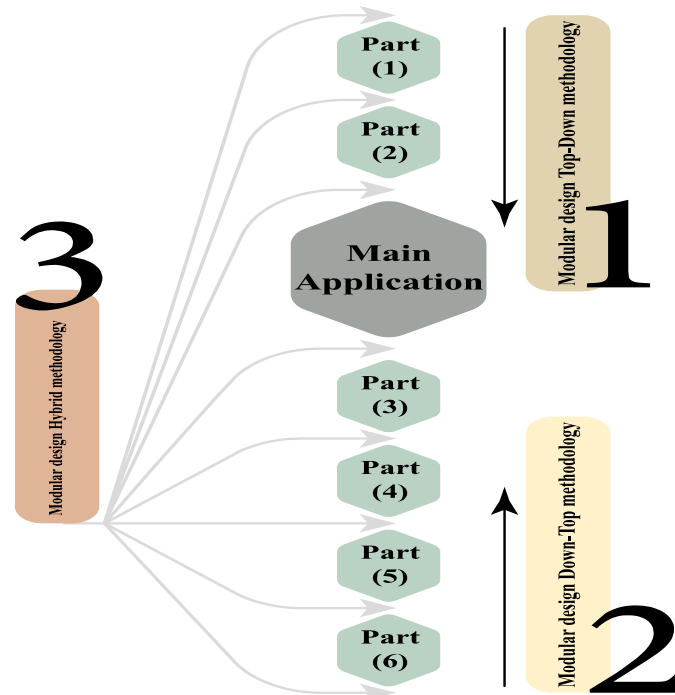 Part
(1)
Part
(2)
Main
Application
Part
(3)
Part
(4)
Part
(5)
Part
(6)
Modular design Top-Down methodology
1
Modular design Down-Top methodology
2
3
Modular design Hybrid methodology